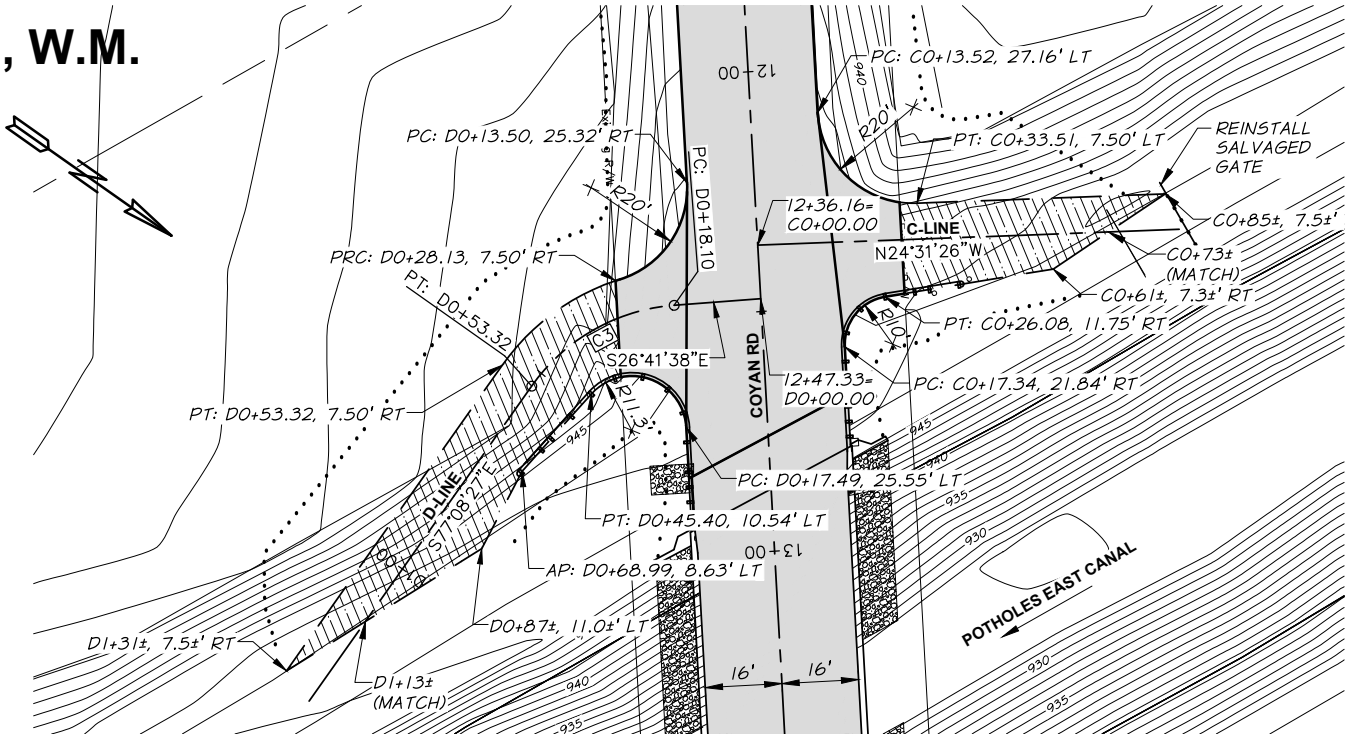 , W.M.
12+00
PC: C0+13.52, 27.16' LT
940
R20'
PC: D0+13.50, 25.32' RT
PT: C0+33.51, 7.50' LT
REINSTALL
SALVAGED
GATE
PC: D0+18.10
R20'
12+36.16=
C0+00.00
C-LINE
N24°31'26"W
C0+85±, 7.5±'
PRC: D0+28.13, 7.50' RT
C0+73±
(MATCH)
PT: D0+53.32
C0+61±, 7.3±' RT
R10'
PT: C0+26.08, 11.75' RT
C3
S26°41'38"E
COYAN RD
12+47.33=
D0+00.00
PC: C0+17.34, 21.84' RT
PT: D0+53.32, 7.50' RT
R11.3'
945
945
940
935
930
PC: D0+17.49, 25.55' LT
D-LINE
S77°08'27"E
PT: D0+45.40, 10.54' LT
13+00
AP: D0+68.99, 8.63' LT
POTHOLES EAST CANAL
D0+87±, 11.0±' LT
D1+31±, 7.5±' RT
D1+13±
(MATCH)
16'
16'
940
935
930
935